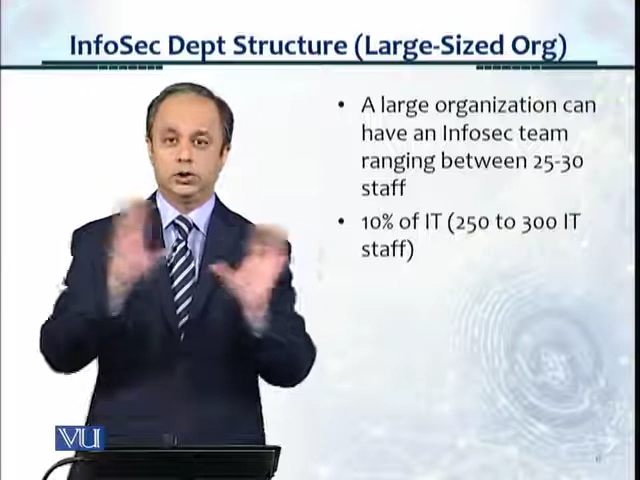 InfoSec Dept Structure (Large-Sized Org)
• A large organization can
have an Infosec team
ranging between 25-30
staff
• 10% of IT (250 to 300 IT
staff)
VU